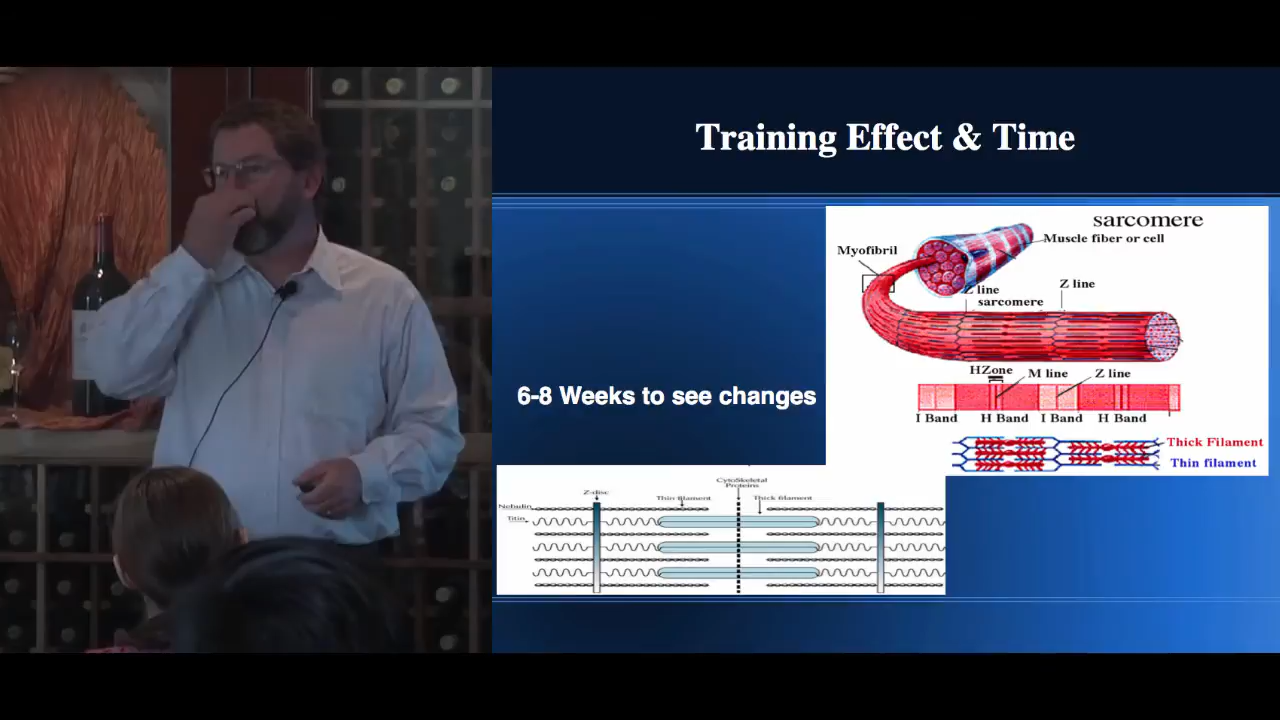 Training Effect & Time
sarcomere
Muscle fiber or cell
Myofibril
Z line
Z line
sarcomere
HZone
M line
Z line
I Band
H Band
I Band
H Band
Thick Filament
Thin filament
6-8 Weeks to see changes
CytoSkeletal
Proteins
Z-disc
Thin filament
Thick filament
Nebulin
Titin